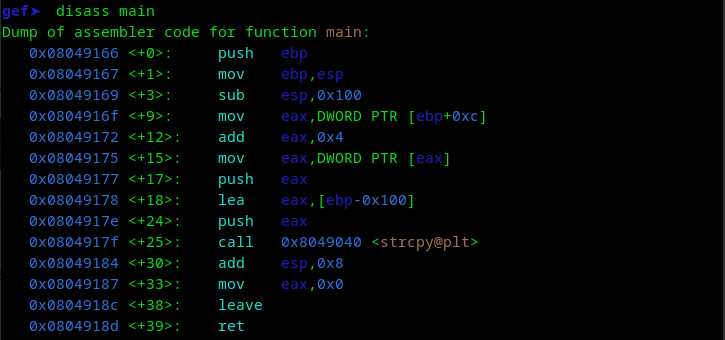 gef➤  disass main
Dump of assembler code for function main:
   0x08049166 <+0>:     push   ebp
   0x08049167 <+1>:     mov    ebp,esp
   0x08049169 <+3>:     sub    esp,0x100
   0x0804916f <+9>:     mov    eax,DWORD PTR [ebp+0xc]
   0x08049172 <+12>:    add    eax,0x4
   0x08049175 <+15>:    mov    eax,DWORD PTR [eax]
   0x08049177 <+17>:    push   eax
   0x08049178 <+18>:    lea    eax,[ebp-0x100]
   0x0804917e <+24>:    push   eax
   0x0804917f <+25>:    call   0x8049040 <strcpy@plt>
   0x08049184 <+30>:    add    esp,0x8
   0x08049187 <+33>:    mov    eax,0x0
   0x0804918c <+38>:    leave
   0x0804918d <+39>:    ret